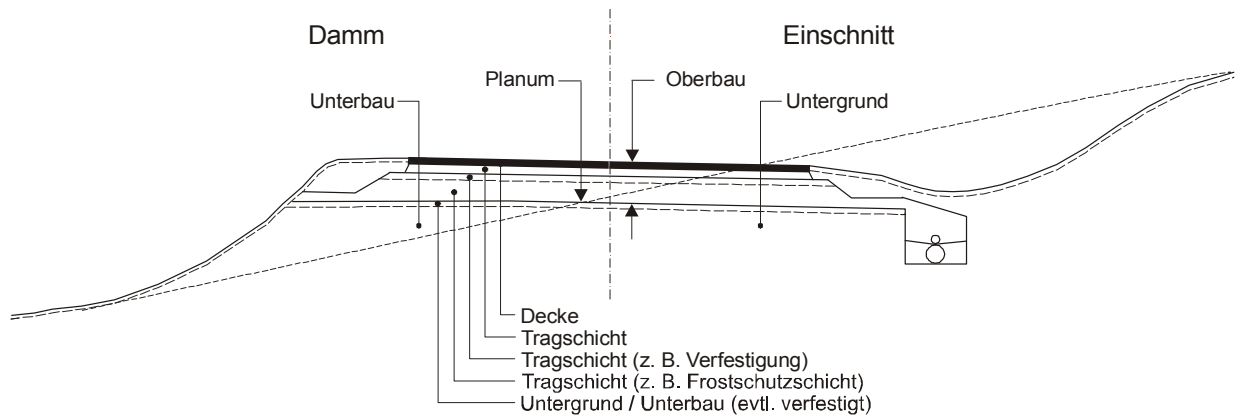 Damm
Einschnitt
Planum
Oberbau
Unterbau
Untergrund
Decke
Tragschicht
Tragschicht (z. B. Verfestigung)
Tragschicht (z. B. Frostschutzschicht)
Untergrund / Unterbau (evtl. verfestigt)